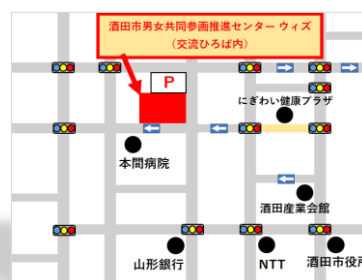 酒田市男女共同参画推進センター ウィズ
（交流ひろば内）
P
にぎわい健康プラザ
本間病院
酒田産業会館
山形銀行
NTT
酒田市役所